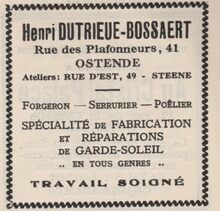 Henri DUTRIEUE-BOSSAERT
Rue des Plafonneurs, 41
OSTENDE
Ateliers: RUE D'EST, 49 - STEENE
FORGERON — SERRURIER — POÊLIER
SPÉCIALITÉ DE FABRICATION
ET RÉPARATIONS
DE GARDE-SOLEIL
„ EN TOUS GENRES „
TRAVAIL SOIGNÉ